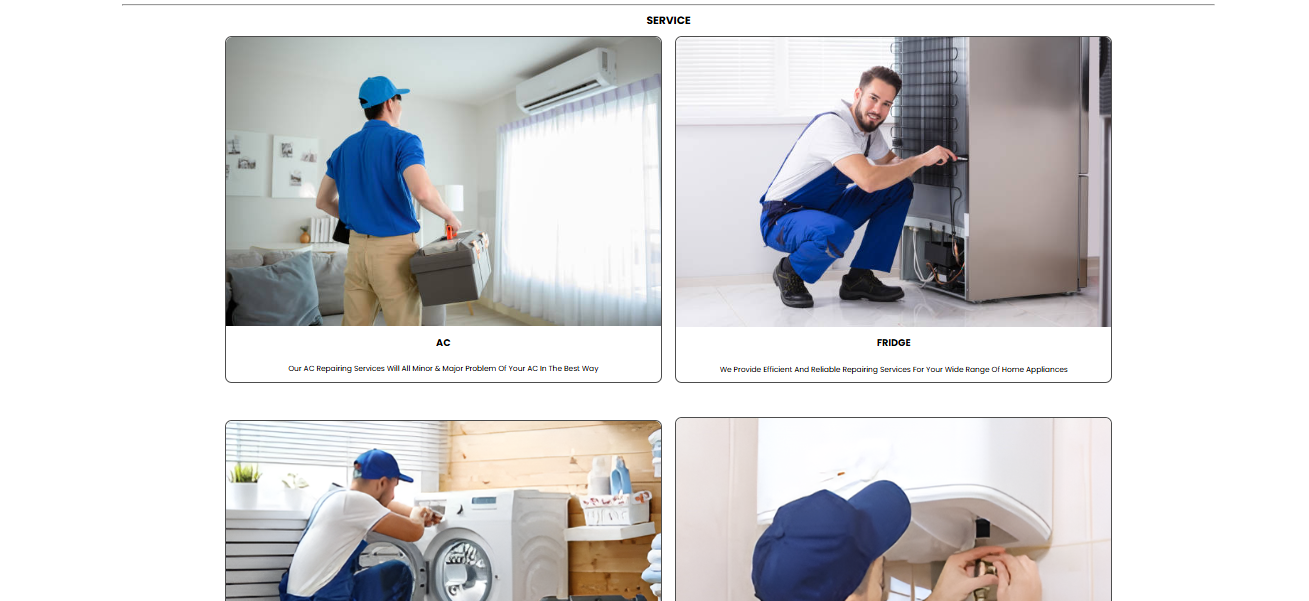 SERVICE
AC
Our AC Repairing Services Will All Minor & Major Problem Of Your AC In The Best Way
FRIDGE
We Provide Efficient And Reliable Repairing Services For Your Wide Range Of Home Appliances